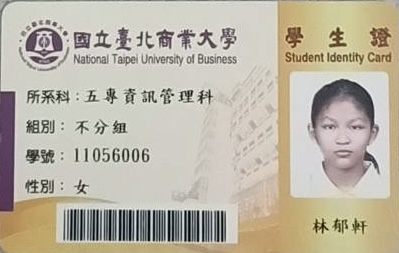 國立臺北商業大學
National Taipei University of Business
學生證
Student Identity Card
所系科：五專資訊管理科
組別：不分組
學號：11056006
性別：女
林郁軒